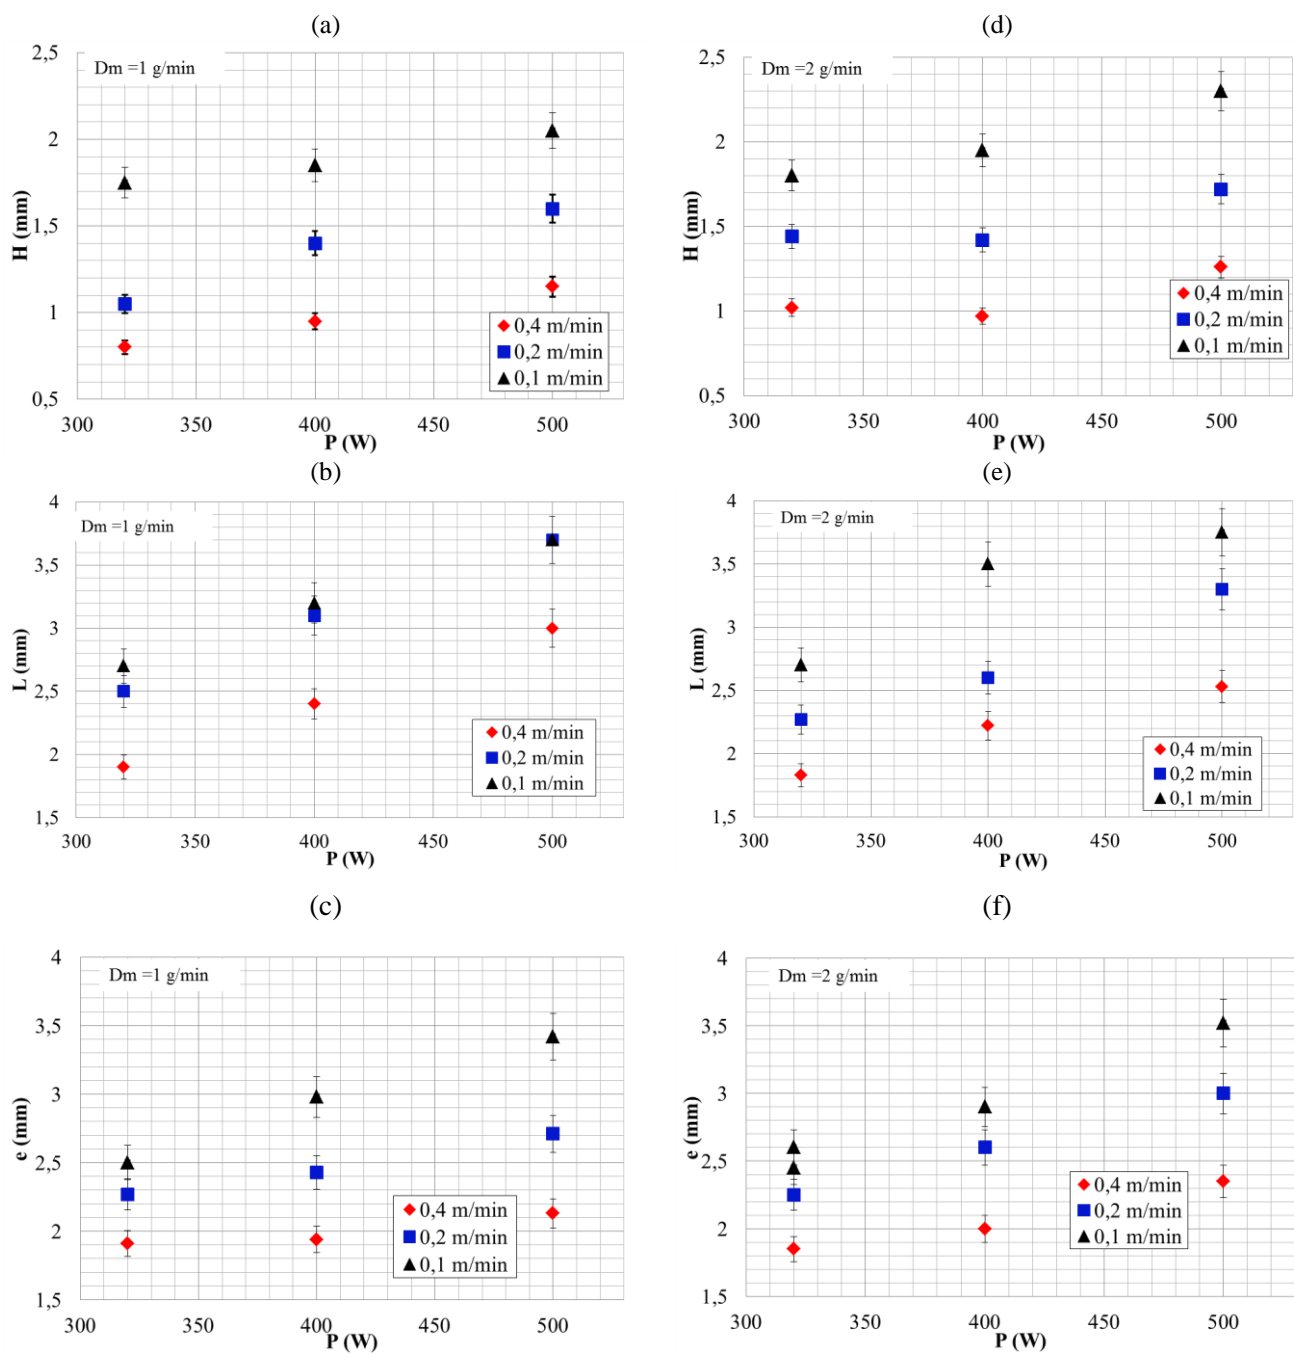 (a)
2,5
Dm =1 g/min
2
1,5
1
0,5
H (mm)
0,4 m/min
0,2 m/min
0,1 m/min
300 350 400 450 500
P (W)
(d)
2,5
Dm =2 g/min
2
1,5
1
0,5
H (mm)
0,4 m/min
0,2 m/min
0,1 m/min
300 350 400 450 500
P (W)
(b)
4
Dm =1 g/min
3,5
3
2,5
2
1,5
L (mm)
0,4 m/min
0,2 m/min
0,1 m/min
300 350 400 450 500
P (W)
(e)
4
Dm =2 g/min
3,5
3
2,5
2
1,5
L (mm)
0,4 m/min
0,2 m/min
0,1 m/min
300 350 400 450 500
P (W)
(c)
4
Dm =1 g/min
3,5
3
2,5
2
1,5
e (mm)
0,4 m/min
0,2 m/min
0,1 m/min
300 350 400 450 500
P (W)
(f)
4
Dm =2 g/min
3,5
3
2,5
2
1,5
e (mm)
0,4 m/min
0,2 m/min
0,1 m/min
300 350 400 450 500
P (W)